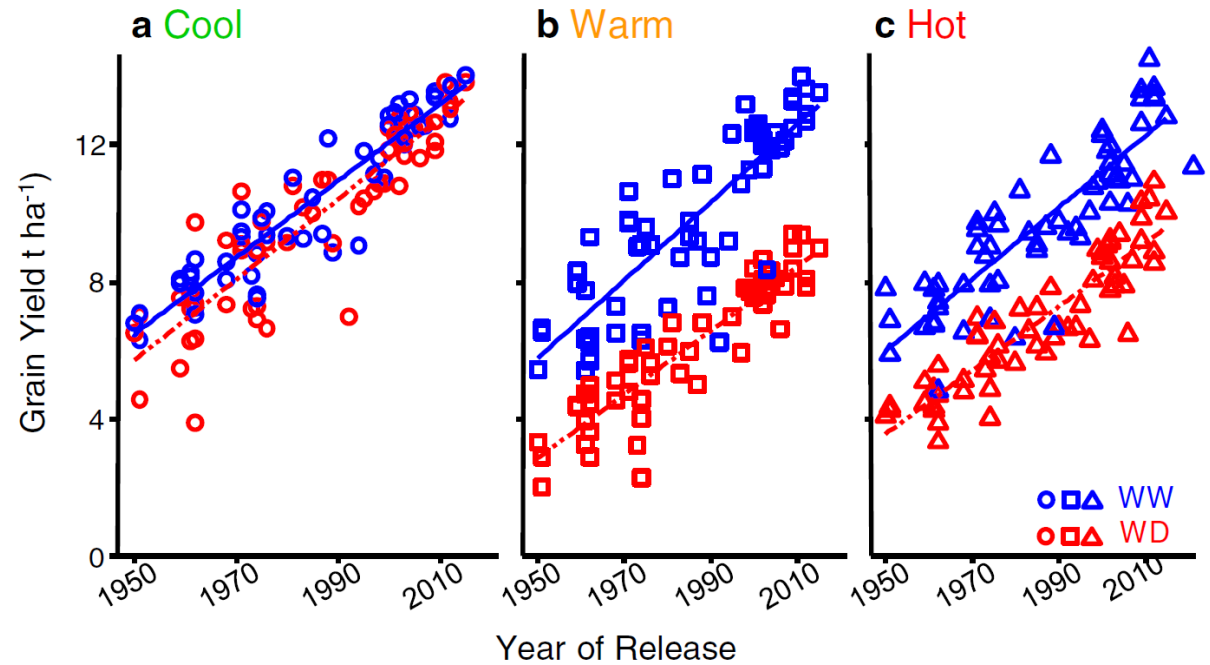 a Cool
b Warm
c Hot
Grain Yield t ha⁻¹
12
8
4
0
1950 1970 1990 2010
1950 1970 1990 2010
1950 1970 1990 2010
WW
WD
Year of Release